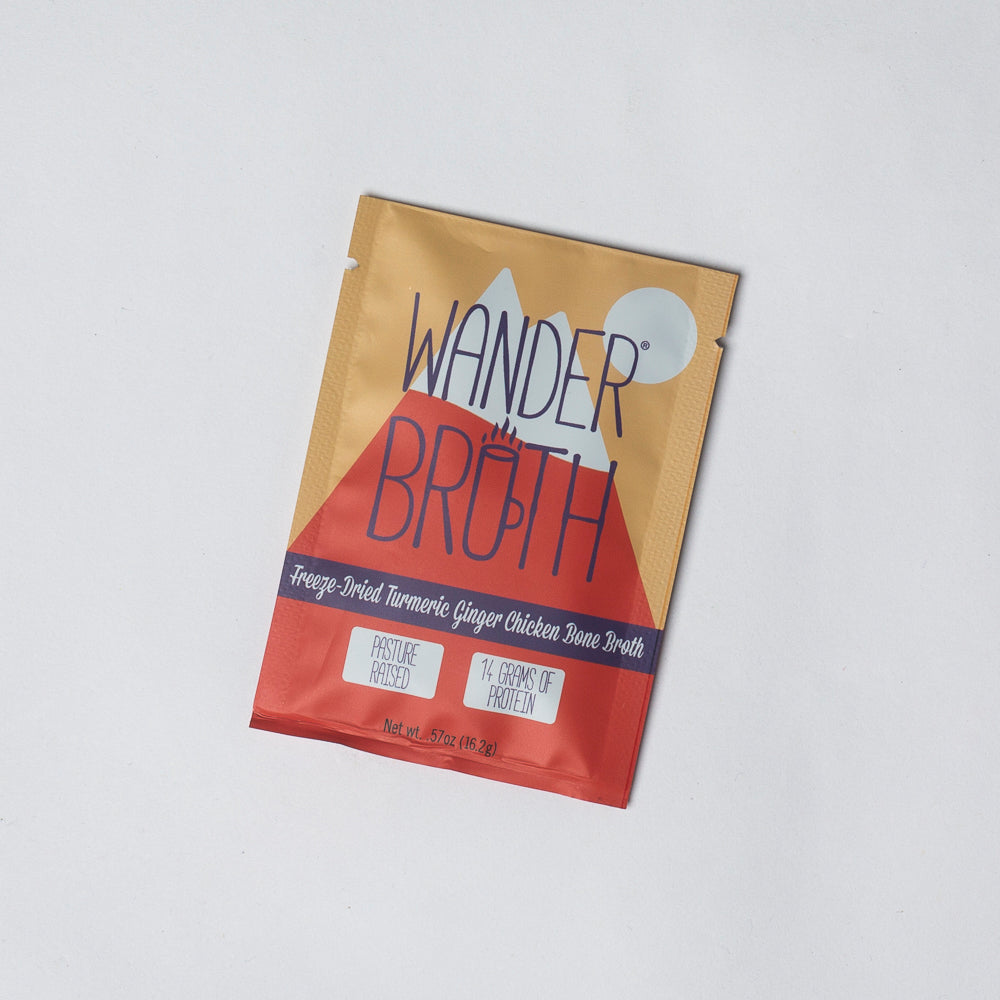 WANDER®
BROTH
Freeze-Dried Turmeric Ginger Chicken Bone Broth
PASTURE
RAISED
14 GRAMS OF
PROTEIN
Net wt. .57oz (16.2g)